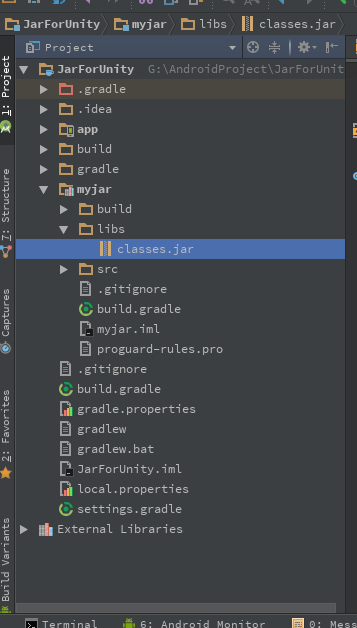 JarForUnity myjar libs classes.jar
Project
JarForUnity G:\AndroidProject\JarForUnit
.gradle
.idea
app
build
gradle
myjar
build
libs
classes.jar
src
.gitignore
build.gradle
myjar.iml
proguard-rules.pro
.gitignore
build.gradle
gradle.properties
gradlew
gradlew.bat
JarForUnity.iml
local.properties
settings.gradle
External Libraries
1: Project
7: Structure
Captures
2: Favorites
Build Variants
Terminal 6: Android Monitor 0: Mess